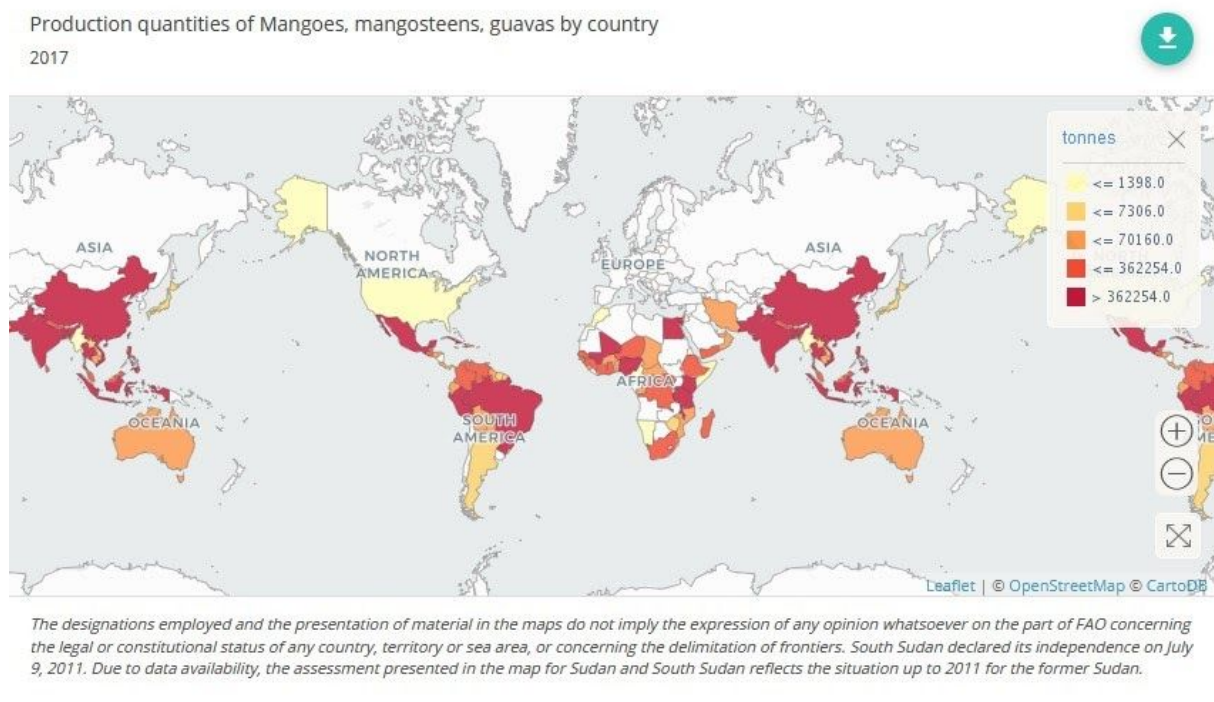 Production quantities of Mangoes, mangosteens, guavas by country
2017
tonnes
<= 1398.0
<= 7306.0
<= 70160.0
<= 362254.0
> 362254.0
ASIA
NORTH
AMERICA
EUROPE
ASIA
AFRICA
OCEANIA
SOUTH
AMERICA
OCEANIA
Leaflet | © OpenStreetMap © CartoDB
The designations employed and the presentation of material in the maps do not imply the expression of any opinion whatsoever on the part of FAO concerning
the legal or constitutional status of any country, territory or sea area, or concerning the delimitation of frontiers. South Sudan declared its independence on July
9, 2011. Due to data availability, the assessment presented in the map for Sudan and South Sudan reflects the situation up to 2011 for the former Sudan.